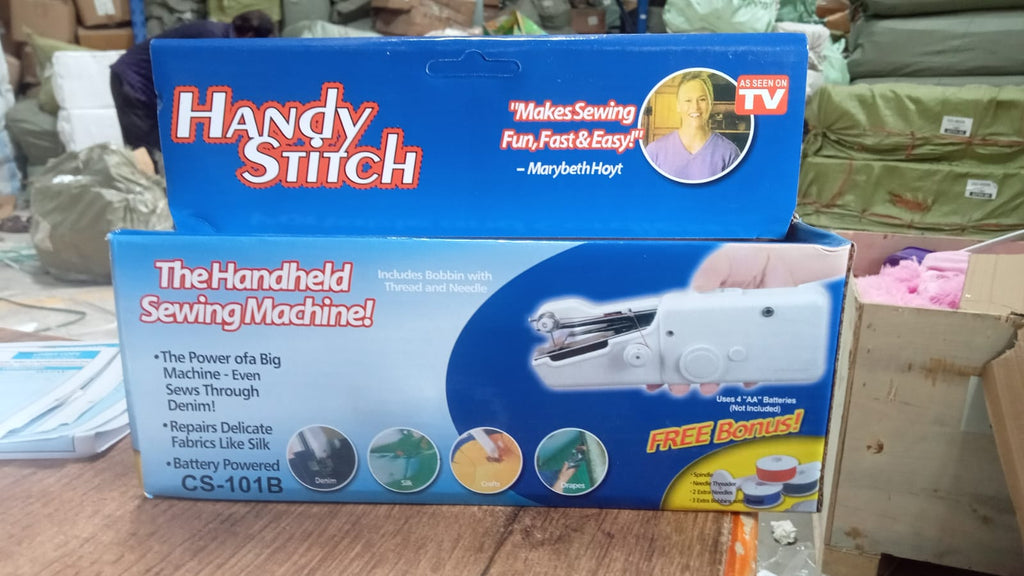 HANDY
STITCH
"Makes Sewing
Fun, Fast & Easy!"
– Marybeth Hoyt
AS SEEN ON
TV
The Handheld
Sewing Machine!
Includes Bobbin with
Thread and Needle
•The Power ofa Big
Machine - Even
Sews Through
Denim!
•Repairs Delicate
Fabrics Like Silk
•Battery Powered
CS-101B
Denim
Silk
Crafts
Drapes
Uses 4 "AA" Batteries
(Not Included)
FREE Bonus!
•Spindle
•Needle Threader
•2 Extra Needles
•3 Extra Bobbins